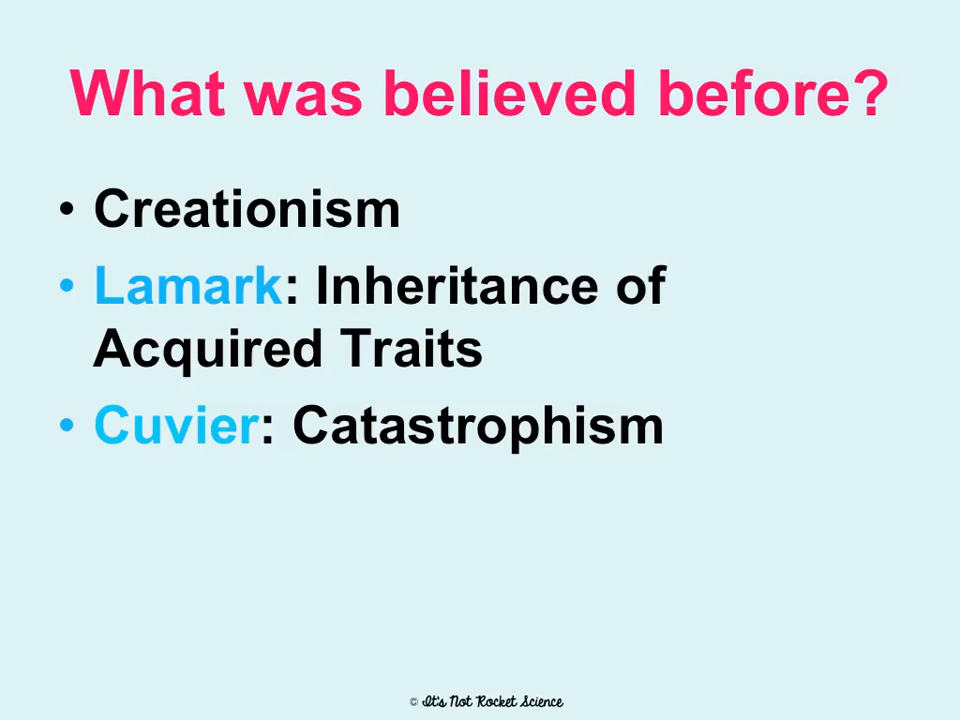 What was believed before?
• Creationism
• Lamark: Inheritance of
Acquired Traits
• Cuvier: Catastrophism
© It's Not Rocket Science